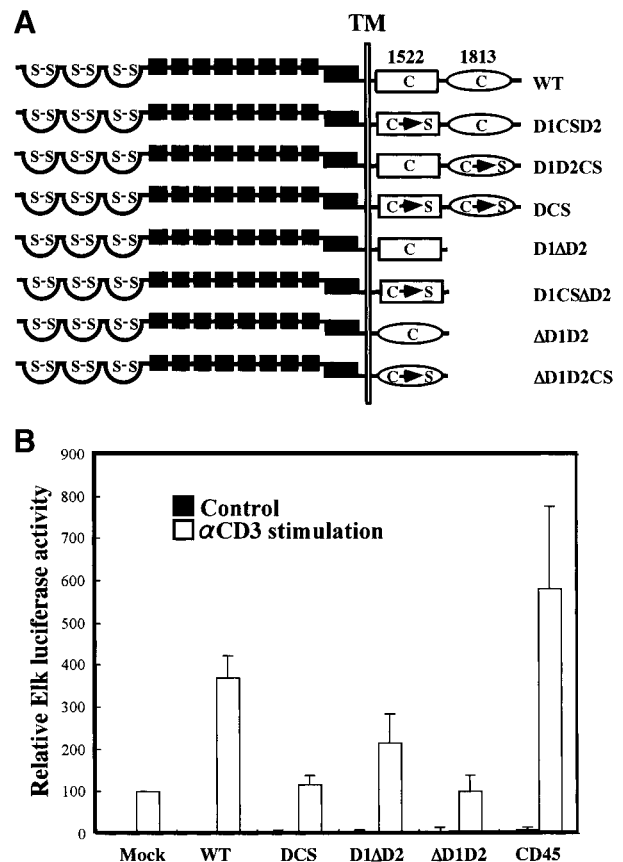 A
TM
1522 1813
S-S S-S S-S C C WT
S-S S-S S-S C S C D1CSD2
S-S S-S S-S C C S D1D2CS
S-S S-S S-S C S C S DCS
S-S S-S S-S C D1ΔD2
S-S S-S S-S C S D1CSΔD2
S-S S-S S-S C ΔD1D2
S-S S-S S-S C S ΔD1D2CS
B
Relative Elk luciferase activity
900
800
700
600
500
400
300
200
100
0
Control
αCD3 stimulation
Mock WT DCS D1ΔD2 ΔD1D2 CD45